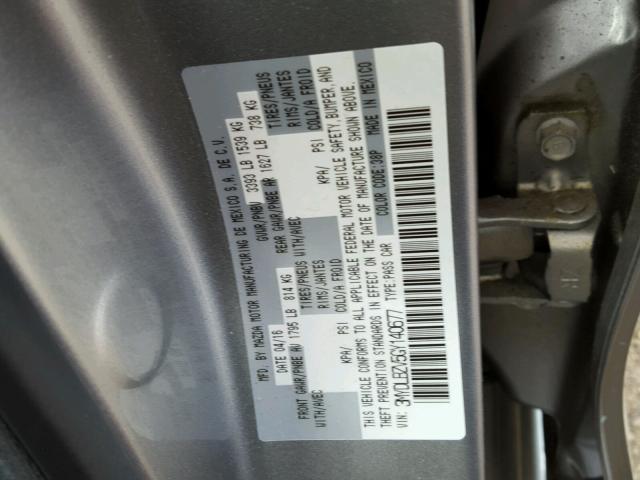 MFD. BY MAZDA MOTOR MANUFACTURING DE MEXICO S.A. DE C.V.
DATE 04/16 GVWR/PNBV 3393 LB 1539 KG
FRONT GAWR/PNBE AV 1795 LB 814 KG REAR GAWR/PNBE AR 1627 LB 738 KG
WITH/AVEC TIRES/PNEUS WITH/AVEC TIRES/PNEUS
RIMS/JANTES RIMS/JANTES
KPA/ PSI COLD/A FROID KPA/ PSI COLD/A FROID
THIS VEHICLE CONFORMS TO ALL APPLICABLE FEDERAL MOTOR VEHICLE SAFETY, BUMPER, AND
THEFT PREVENTION STANDARDS IN EFFECT ON THE DATE OF MANUFACTURE SHOWN ABOVE.
COLOR CODE:38P MADE IN MEXICO
VIN: 3MYDLBZV5GY140677 TYPE:PASS CAR